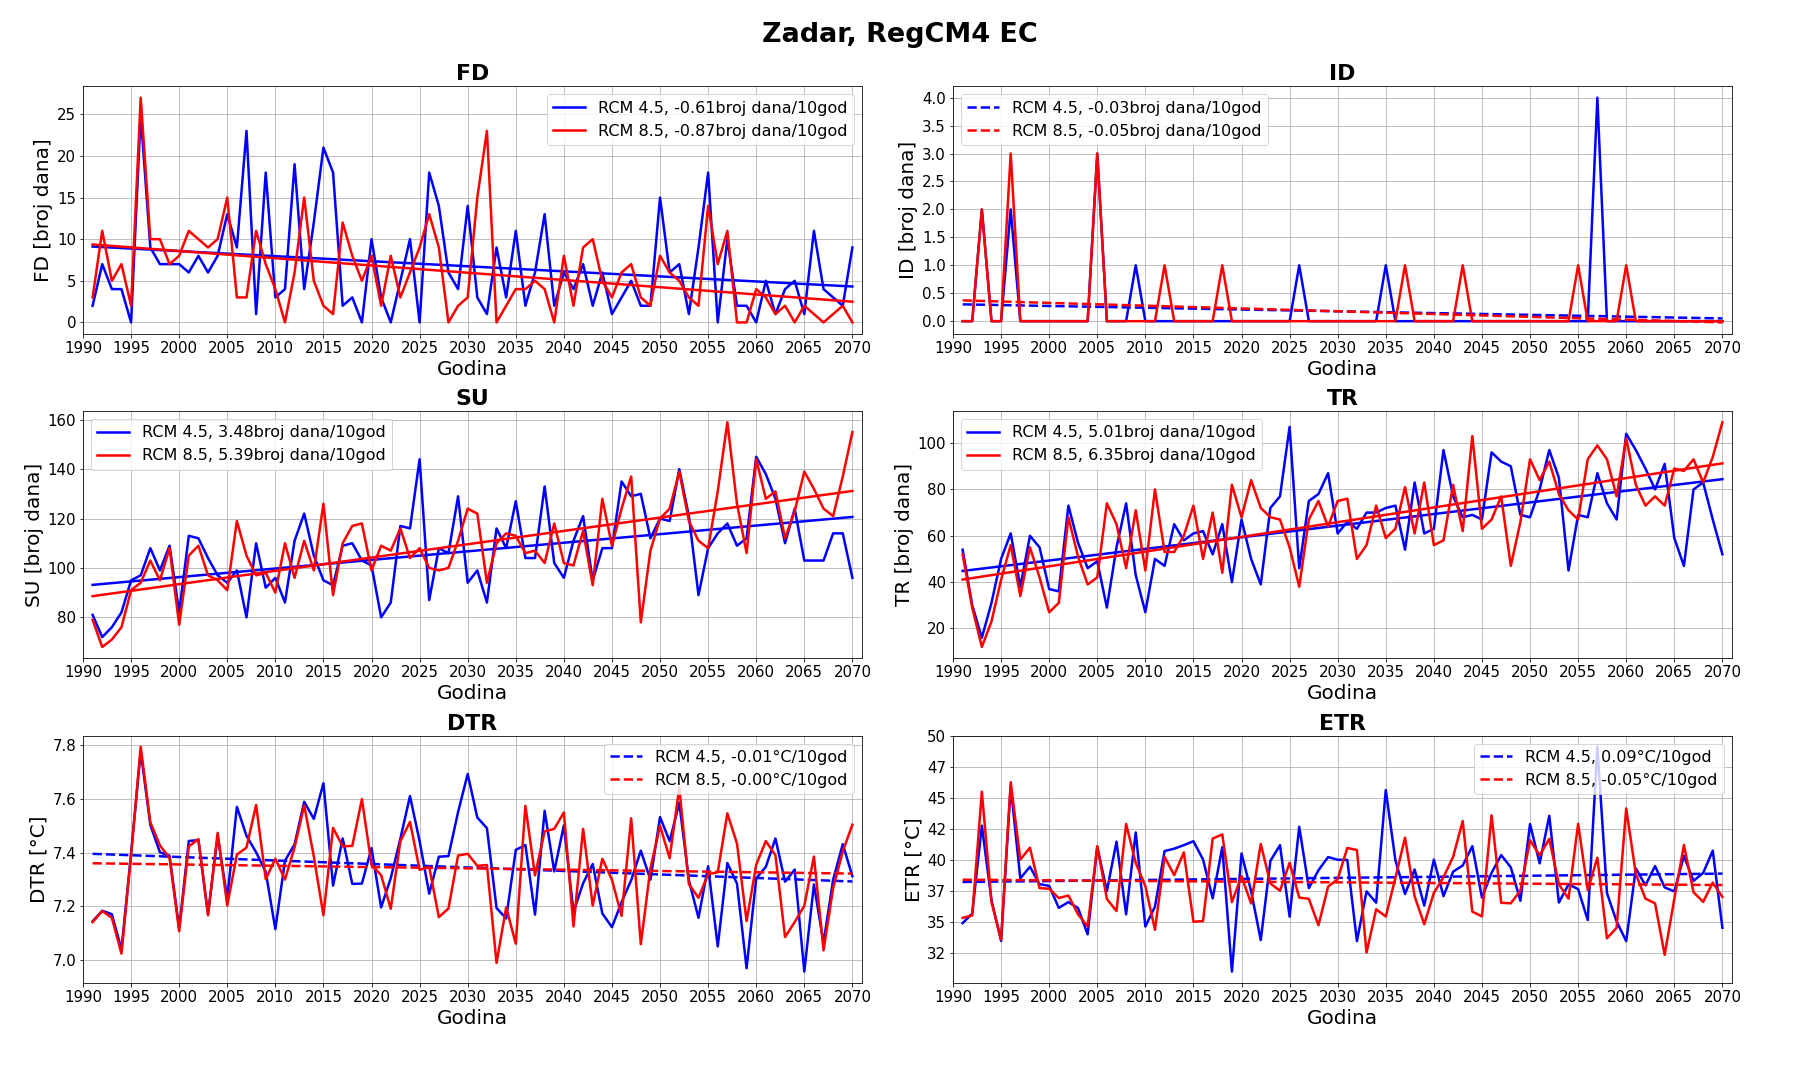 Zadar, RegCM4 EC
FD
RCM 4.5, -0.61broj dana/10god
RCM 8.5, -0.87broj dana/10god
FD [broj dana]
25
20
15
10
5
0
1990 1995 2000 2005 2010 2015 2020 2025 2030 2035 2040 2045 2050 2055 2060 2065 2070
Godina
ID
RCM 4.5, -0.03broj dana/10god
RCM 8.5, -0.05broj dana/10god
ID [broj dana]
4.0
3.5
3.0
2.5
2.0
1.5
1.0
0.5
0.0
1990 1995 2000 2005 2010 2015 2020 2025 2030 2035 2040 2045 2050 2055 2060 2065 2070
Godina
SU
RCM 4.5, 3.48broj dana/10god
RCM 8.5, 5.39broj dana/10god
SU [broj dana]
160
140
120
100
80
1990 1995 2000 2005 2010 2015 2020 2025 2030 2035 2040 2045 2050 2055 2060 2065 2070
Godina
TR
RCM 4.5, 5.01broj dana/10god
RCM 8.5, 6.35broj dana/10god
TR [broj dana]
100
80
60
40
20
1990 1995 2000 2005 2010 2015 2020 2025 2030 2035 2040 2045 2050 2055 2060 2065 2070
Godina
DTR
RCM 4.5, -0.01°C/10god
RCM 8.5, -0.00°C/10god
DTR [°C]
7.8
7.6
7.4
7.2
7.0
1990 1995 2000 2005 2010 2015 2020 2025 2030 2035 2040 2045 2050 2055 2060 2065 2070
Godina
ETR
RCM 4.5, 0.09°C/10god
RCM 8.5, -0.05°C/10god
ETR [°C]
50
47
45
42
40
37
35
32
1990 1995 2000 2005 2010 2015 2020 2025 2030 2035 2040 2045 2050 2055 2060 2065 2070
Godina